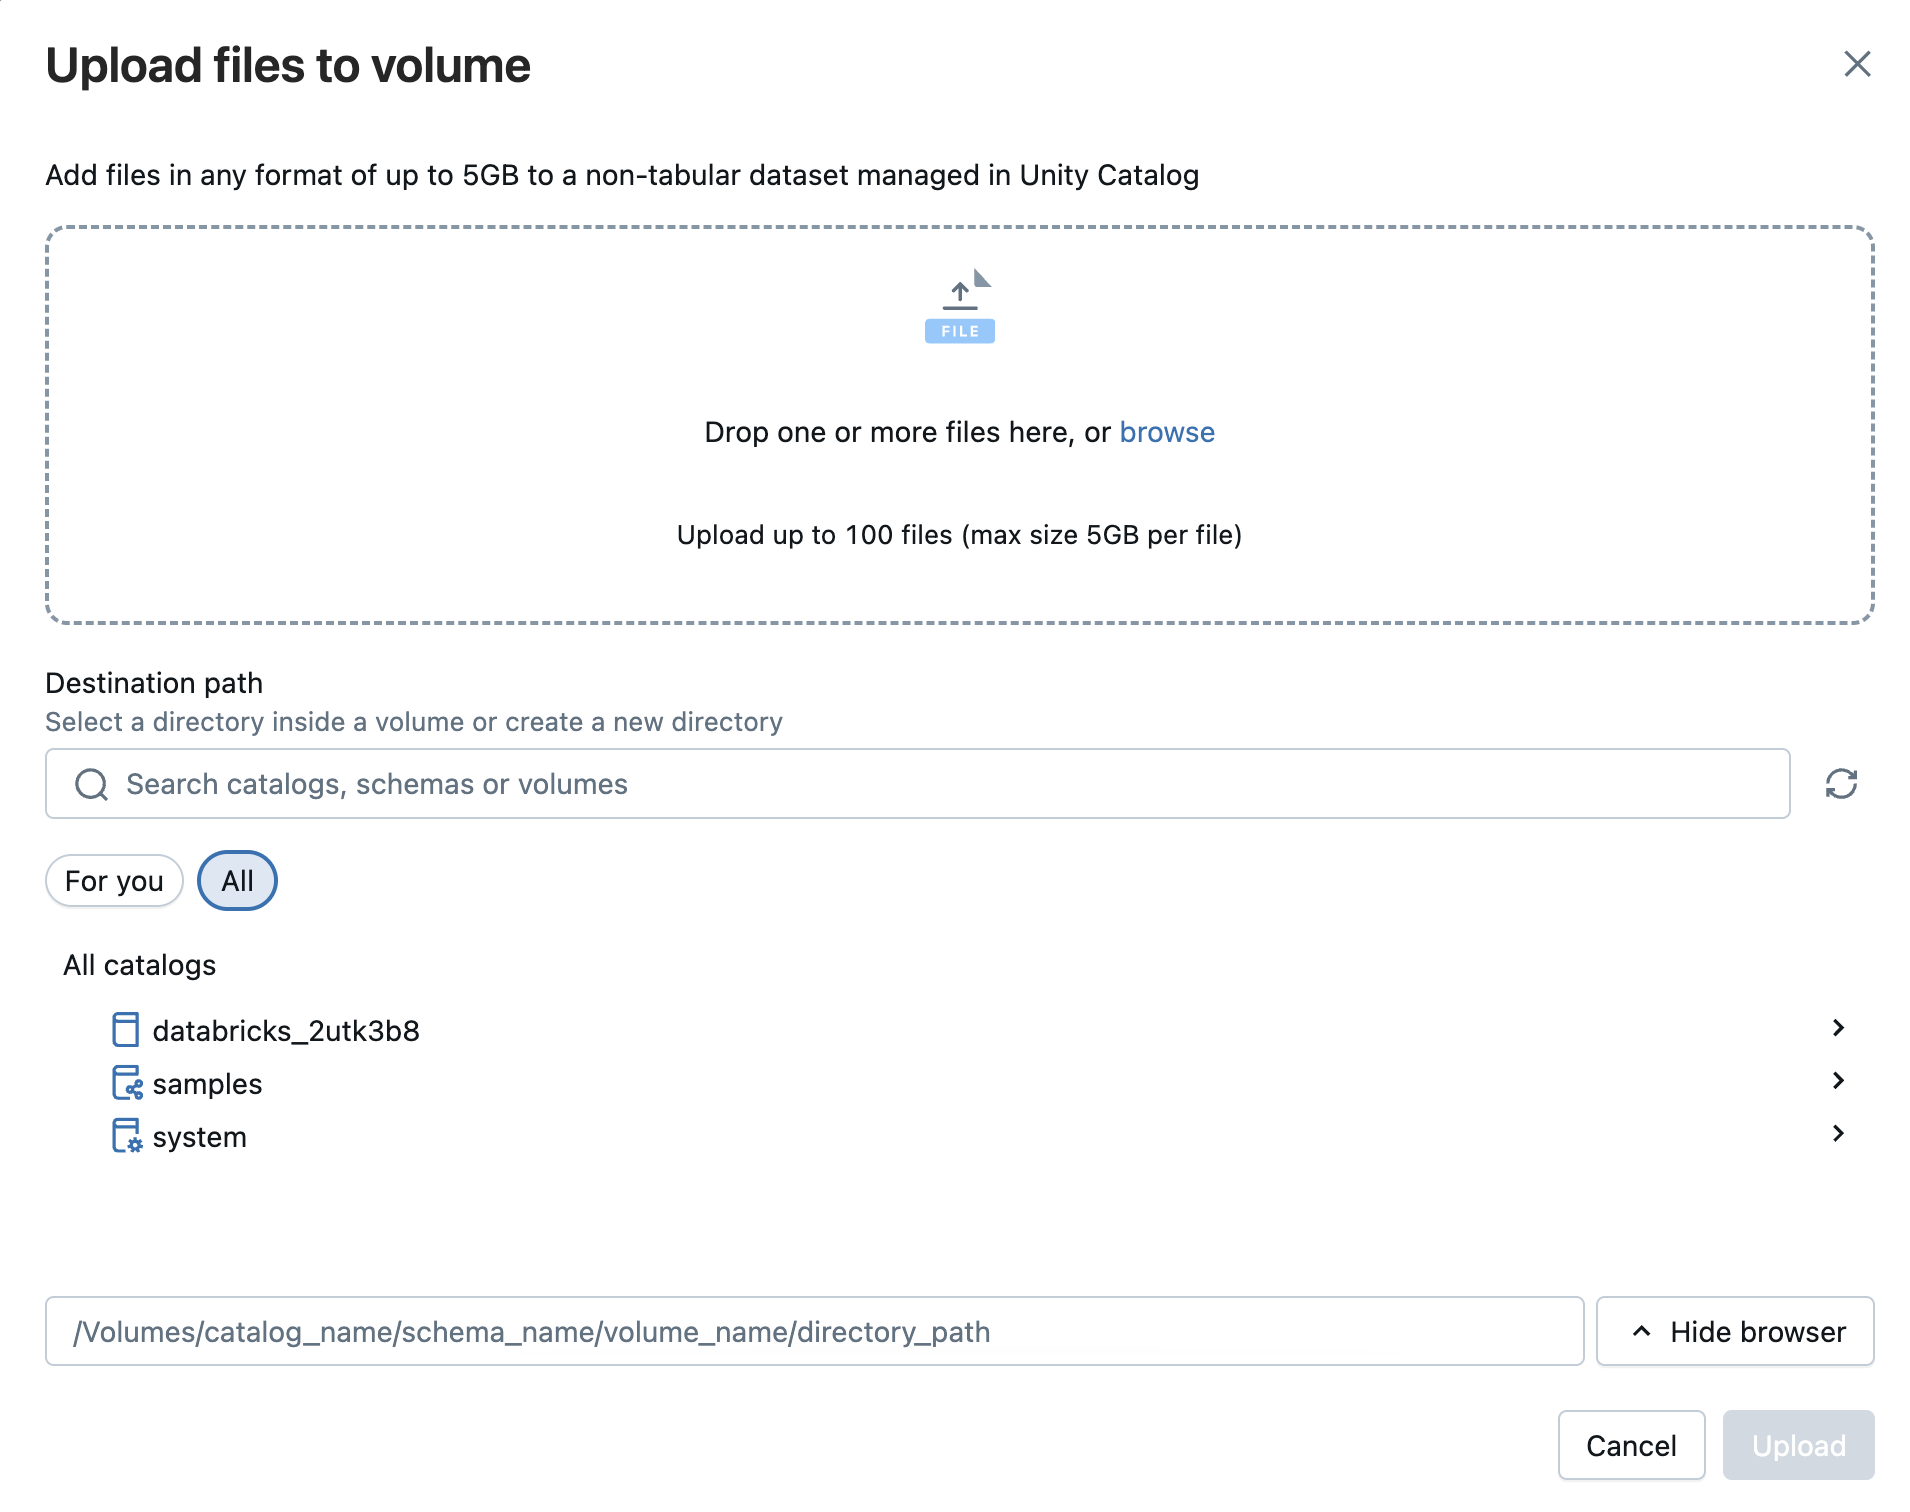 Upload files to volume
Add files in any format of up to 5GB to a non-tabular dataset managed in Unity Catalog
FILE
Drop one or more files here, or browse
Upload up to 100 files (max size 5GB per file)
Destination path
Select a directory inside a volume or create a new directory
Search catalogs, schemas or volumes
For you All
All catalogs
databricks_2utk3b8
samples
system
/Volumes/catalog_name/schema_name/volume_name/directory_path Hide browser
Cancel Upload